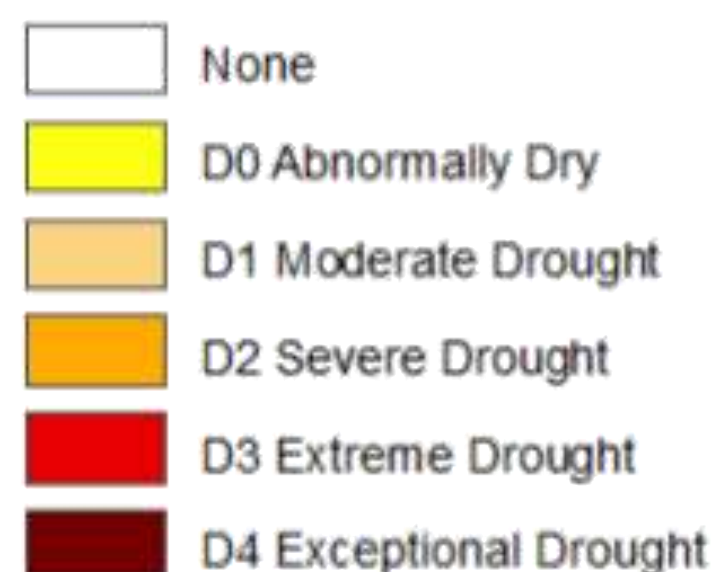 None
D0 Abnormally Dry
D1 Moderate Drought
D2 Severe Drought
D3 Extreme Drought
D4 Exceptional Drought